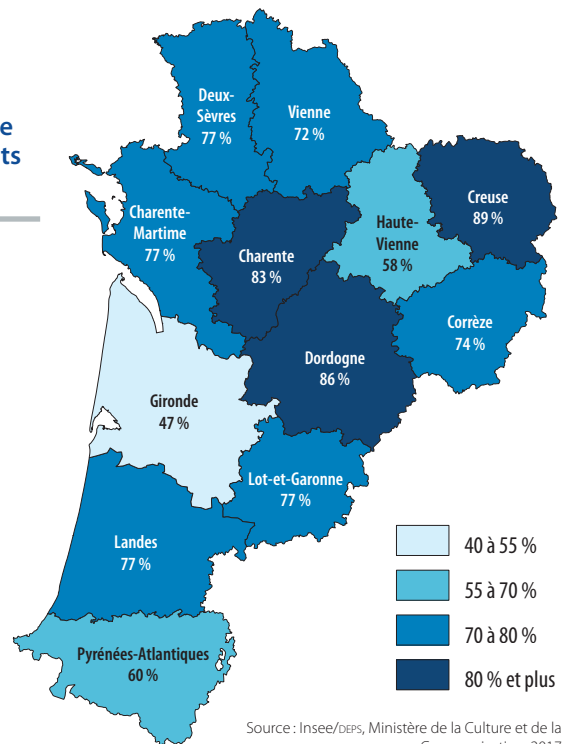 e
ts
Deux-
Sèvres
77 %
Vienne
72 %
Creuse
89 %
Charente-
Martime
77 %
Haute-
Vienne
58 %
Charente
83 %
Corrèze
74 %
Dordogne
86 %
Gironde
47 %
Lot-et-Garonne
77 %
Landes
77 %
Pyrénées-Atlantiques
60 %
40 à 55 %
55 à 70 %
70 à 80 %
80 % et plus
Source : Insee/DEPS, Ministère de la Culture et de la
2017